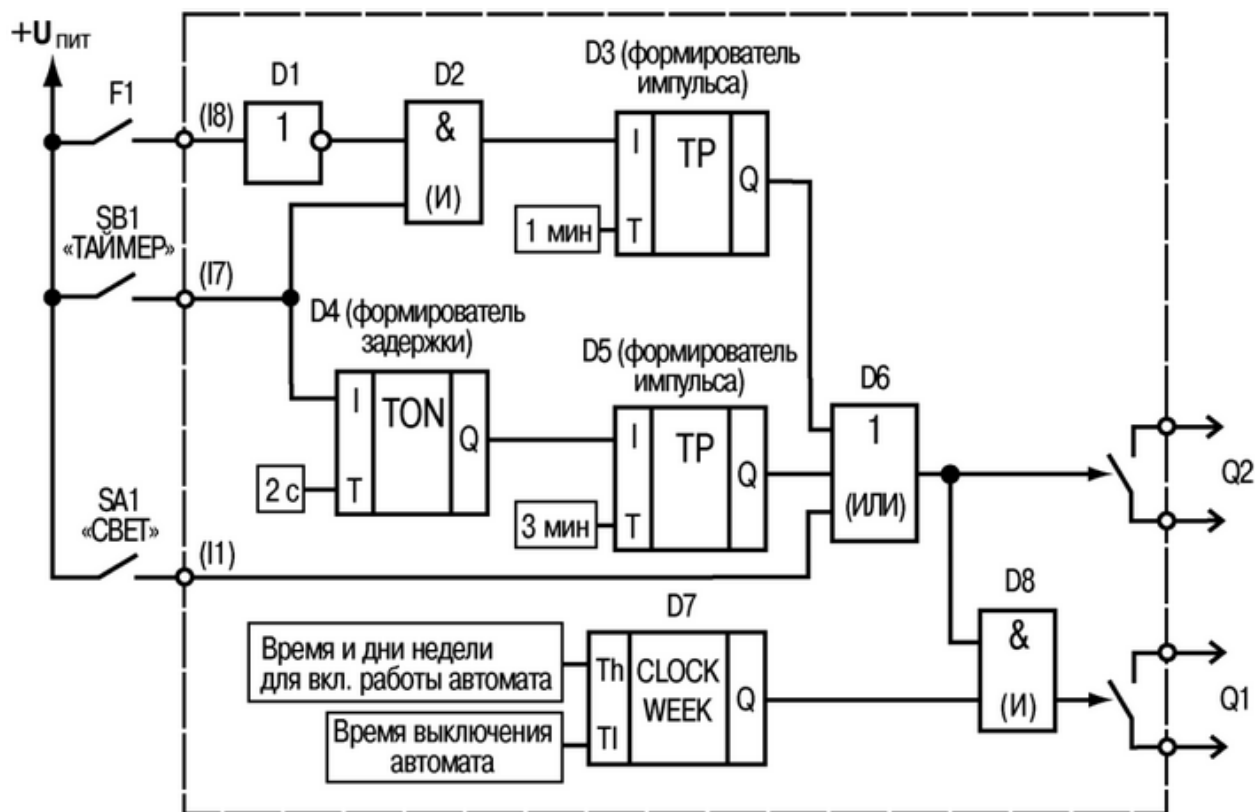 +U ПИТ
F1
(I8)
D1
1
D2
&
(И)
D3 (формирователь
импульса)
I
TP
Q
T
1 мин
SB1
«ТАЙМЕР»
(I7)
D4 (формирователь
задержки)
I
TON
Q
T
2 с
D5 (формирователь
импульса)
I
TP
Q
T
3 мин
D6
1
(ИЛИ)
Q2
SA1
«СВЕТ»
(I1)
D7
Время и дни недели
для вкл. работы автомата
Th
CLOCK
WEEK
Q
Tl
Время выключения
автомата
D8
&
(И)
Q1